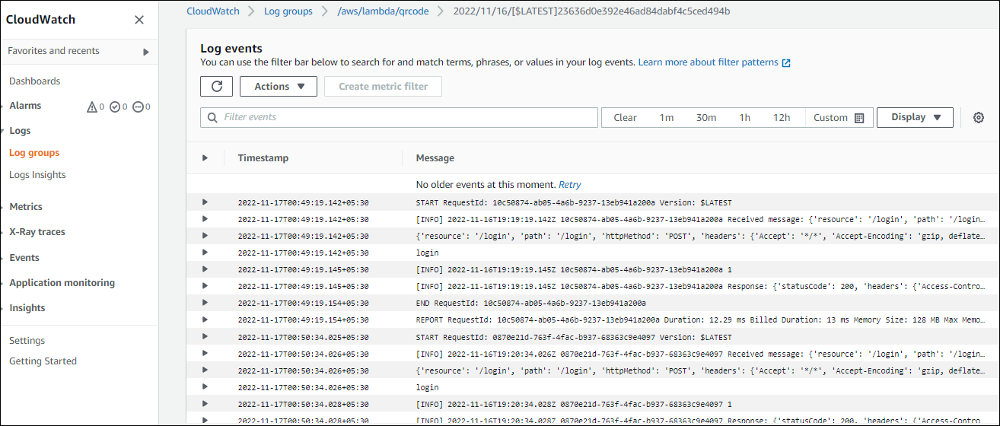 CloudWatch
Favorites and recents
Dashboards
Alarms 0 0 0
Logs
Log groups
Logs Insights
Metrics
X-Ray traces
Events
Application monitoring
Insights
Settings
Getting Started
CloudWatch > Log groups > /aws/lambda/qrcode > 2022/11/16/[$LATEST]23636d0e392e46ad84dabf4c5ced494b
Log events
You can use the filter bar below to search for and match terms, phrases, or values in your log events. Learn more about filter patterns
Actions Create metric filter
Filter events Clear 1m 30m 1h 12h Custom Display
Timestamp Message
No older events at this moment. Retry
2022-11-17T00:49:19.142+05:30 START RequestId: 10c50874-ab05-4a6b-9237-13eb941a200a Version: $LATEST
2022-11-17T00:49:19.142+05:30 [INFO] 2022-11-16T19:19:19.142Z 10c50874-ab05-4a6b-9237-13eb941a200a Received message: {'resource': '/login', 'path': '/login…
2022-11-17T00:49:19.142+05:30 {'resource': '/login', 'path': '/login', 'httpMethod': 'POST', 'headers': {'Accept': '*/*', 'Accept-Encoding': 'gzip, deflate…
2022-11-17T00:49:19.142+05:30 login
2022-11-17T00:49:19.145+05:30 [INFO] 2022-11-16T19:19:19.145Z 10c50874-ab05-4a6b-9237-13eb941a200a 1
2022-11-17T00:49:19.145+05:30 [INFO] 2022-11-16T19:19:19.145Z 10c50874-ab05-4a6b-9237-13eb941a200a Response: {'statusCode': 200, 'headers': {'Access-Contro…
2022-11-17T00:49:19.154+05:30 END RequestId: 10c50874-ab05-4a6b-9237-13eb941a200a
2022-11-17T00:49:19.154+05:30 REPORT RequestId: 10c50874-ab05-4a6b-9237-13eb941a200a Duration: 12.29 ms Billed Duration: 13 ms Memory Size: 128 MB Max Memo…
2022-11-17T00:50:34.025+05:30 START RequestId: 0870e21d-763f-4fac-b937-68363c9e4097 Version: $LATEST
2022-11-17T00:50:34.026+05:30 [INFO] 2022-11-16T19:20:34.026Z 0870e21d-763f-4fac-b937-68363c9e4097 Received message: {'resource': '/login', 'path': '/login…
2022-11-17T00:50:34.026+05:30 {'resource': '/login', 'path': '/login', 'httpMethod': 'POST', 'headers': {'Accept': '*/*', 'Accept-Encoding': 'gzip, deflate…
2022-11-17T00:50:34.026+05:30 login
2022-11-17T00:50:34.028+05:30 [INFO] 2022-11-16T19:20:34.028Z 0870e21d-763f-4fac-b937-68363c9e4097 1
2022-11-17T00:50:34.028+05:30 [INFO] 2022-11-16T19:20:34.028Z 0870e21d-763f-4fac-b937-68363c9e4097 Response: {'statusCode': 200, 'headers': {'Access-Contro…